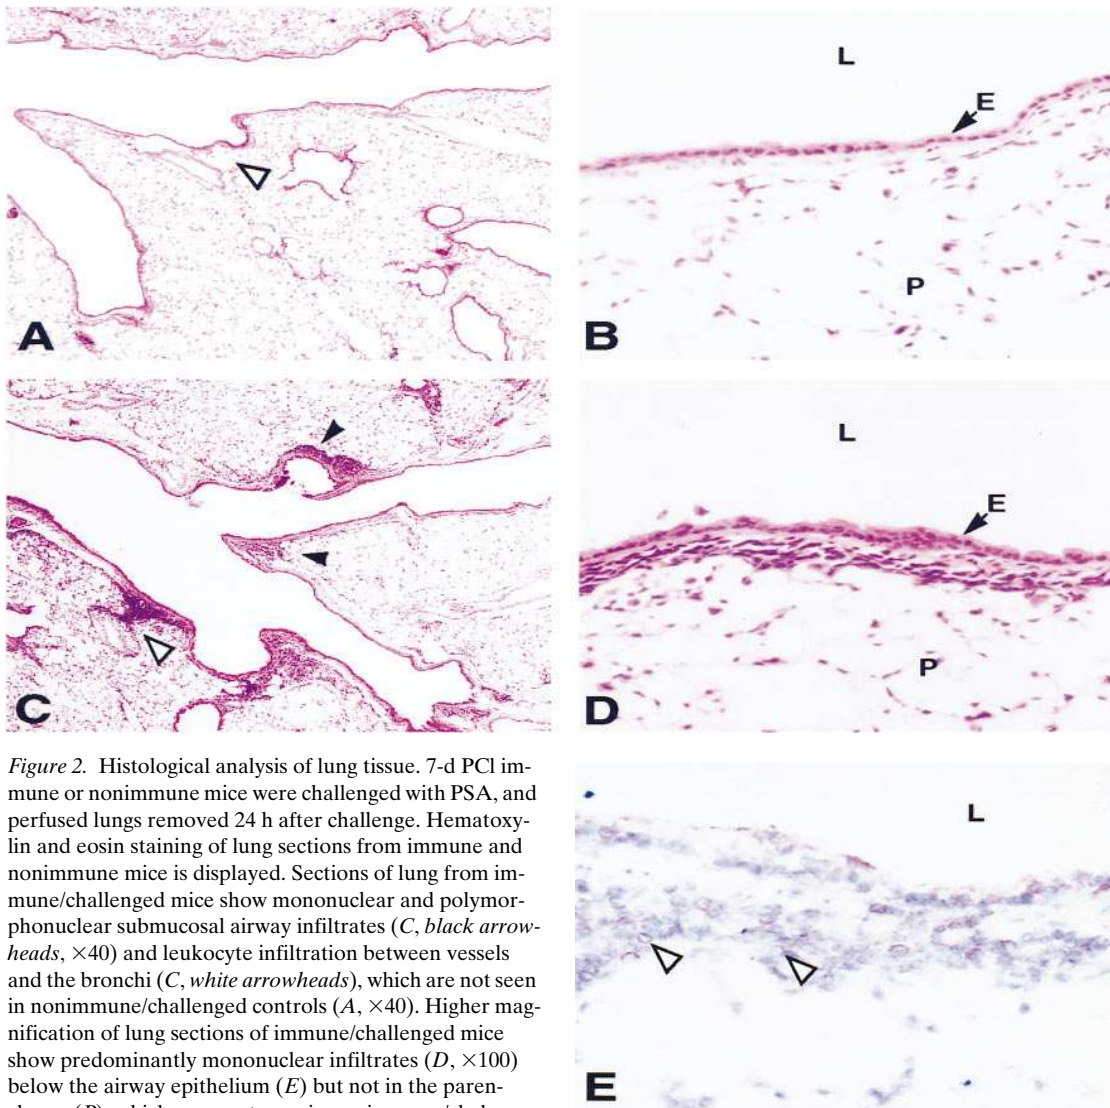 L
E
P
A
B
L
E
P
C
D
Figure 2. Histological analysis of lung tissue. 7-d PCl im-
mune or nonimmune mice were challenged with PSA, and
perfused lungs removed 24 h after challenge. Hematoxy-
lin and eosin staining of lung sections from immune and
nonimmune mice is displayed. Sections of lung from im-
mune/challenged mice show mononuclear and polymor-
phonuclear submucosal airway infiltrates (C, black arrow-
heads, ×40) and leukocyte infiltration between vessels
and the bronchi (C, white arrowheads), which are not seen
in nonimmune/challenged controls (A, ×40). Higher mag-
nification of lung sections of immune/challenged mice
show predominantly mononuclear infiltrates (D, ×100)
below the airway epithelium (E) but not in the paren-
L
E